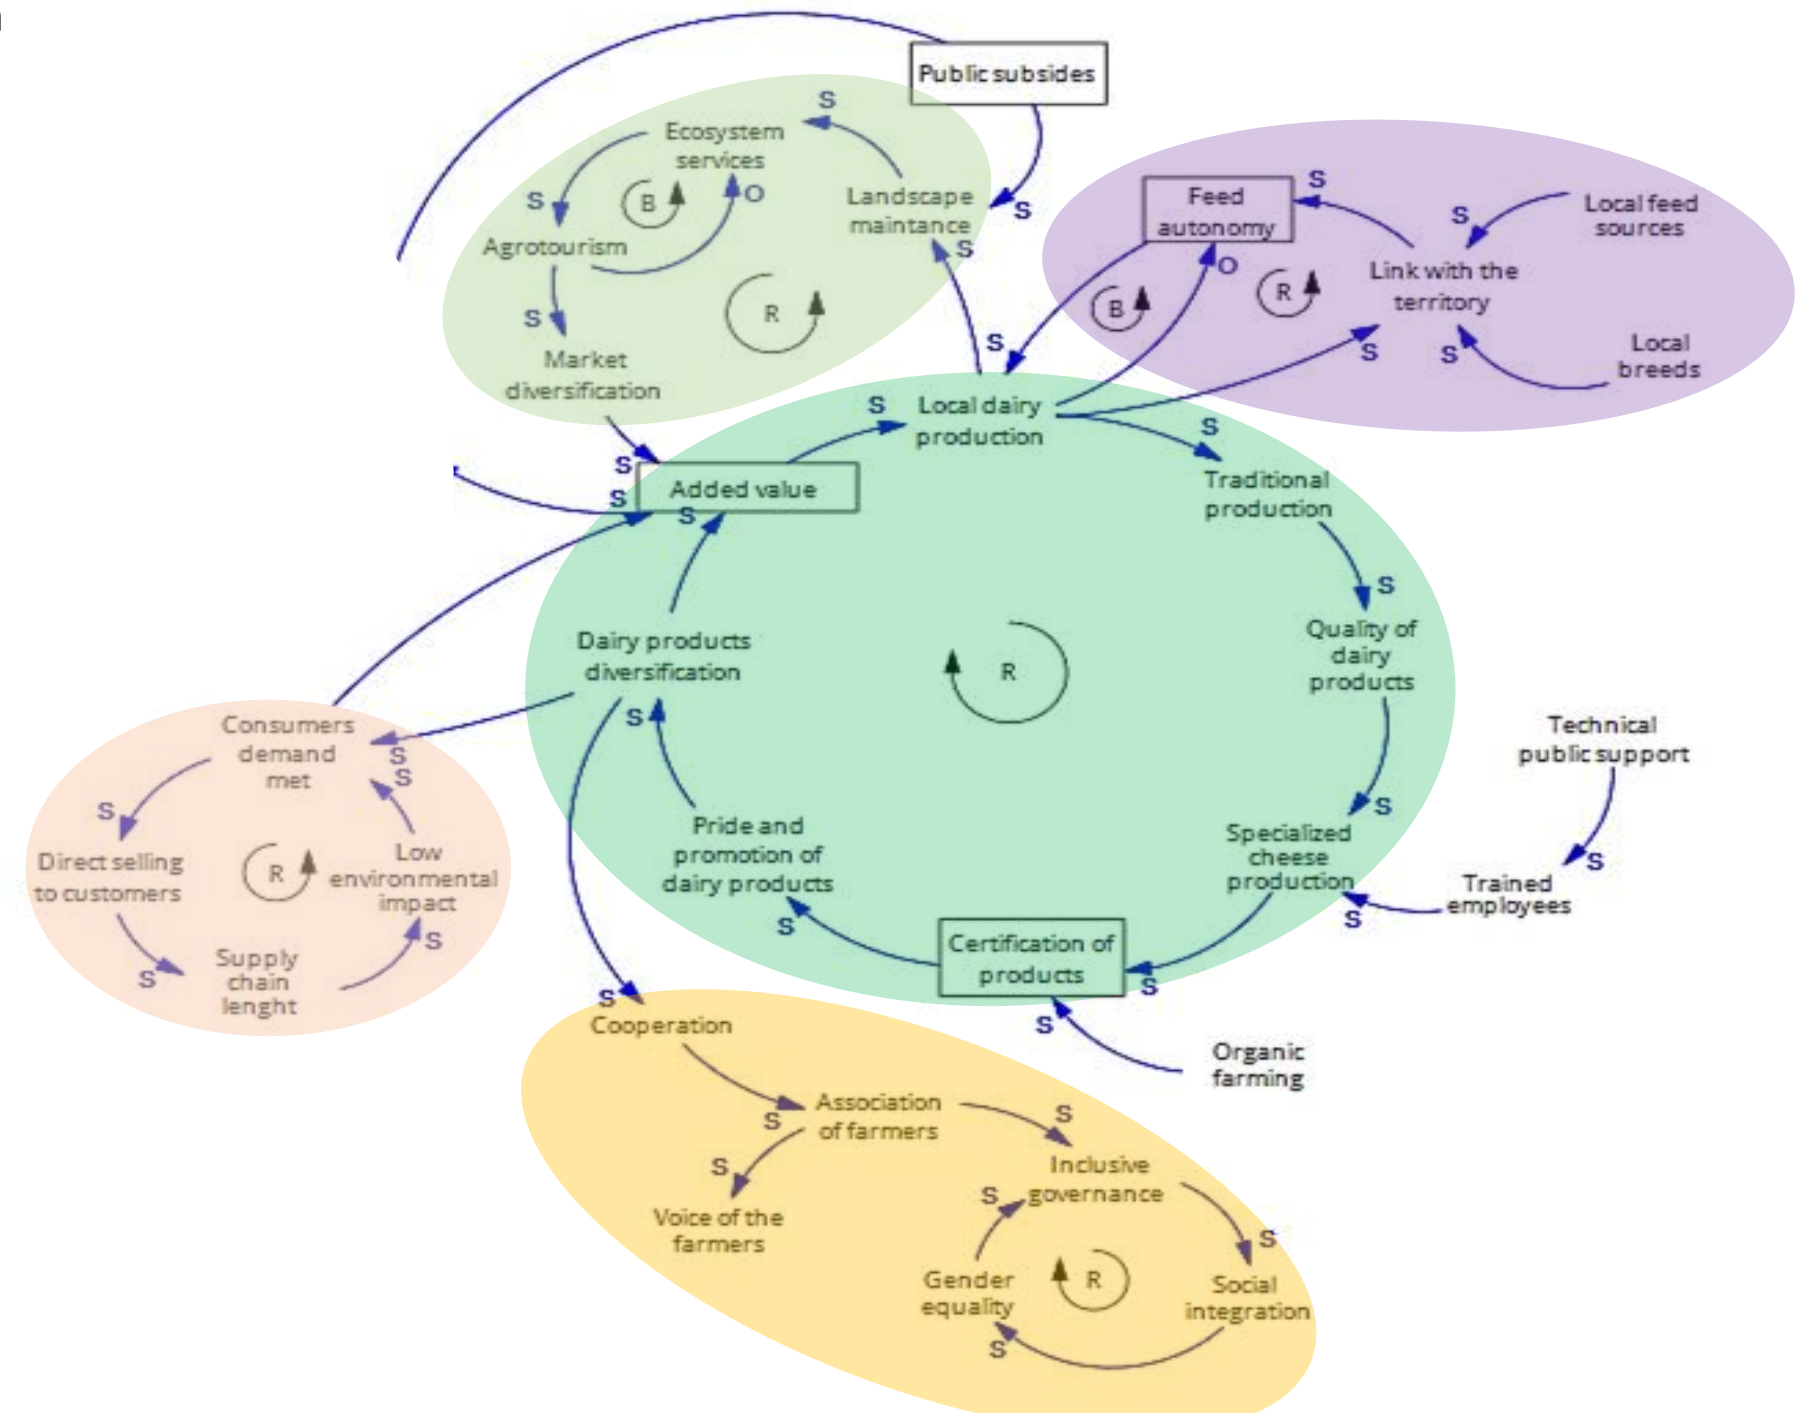 Public subsides
S
Ecosystem
services
S
O
B
Landscape
maintance
S
S
Agrotourism
R
S
Market
diversification
S
Feed
autonomy
S
O
B
R
S
Local feed
sources
Link with the
territory
S
S
Local
breeds
S
Local dairy
production
S
S
Added value
S
S
S
Traditional
production
S
Quality of
dairy
products
S
Specialized
cheese
production
Technical
public support
S
Trained
employees
S
R
Dairy products
diversification
S
Pride and
promotion of
dairy products
S
Certification of
products
S
S
Organic
farming
Consumers
demand
met
S
S
S
Direct selling
to customers
R
Low
environmental
impact
S
S
Supply
chain
lenght
S
Cooperation
S
Association
of farmers
S
S
Voice of the
farmers
Inclusive
governance
S
S
Gender
equality
R
Social
integration
S